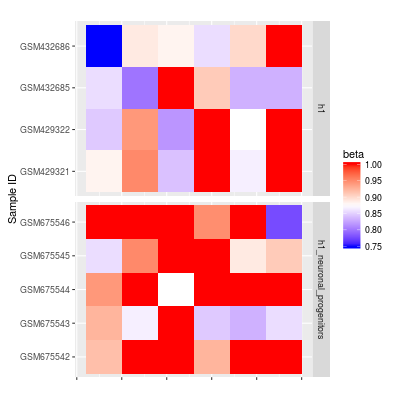 GSM432686
GSM432685
GSM429322
GSM429321
h1
GSM675546
GSM675545
GSM675544
GSM675543
GSM675542
h1_neuronal_progenitors
Sample ID
beta
1.00
0.95
0.90
0.85
0.80
0.75